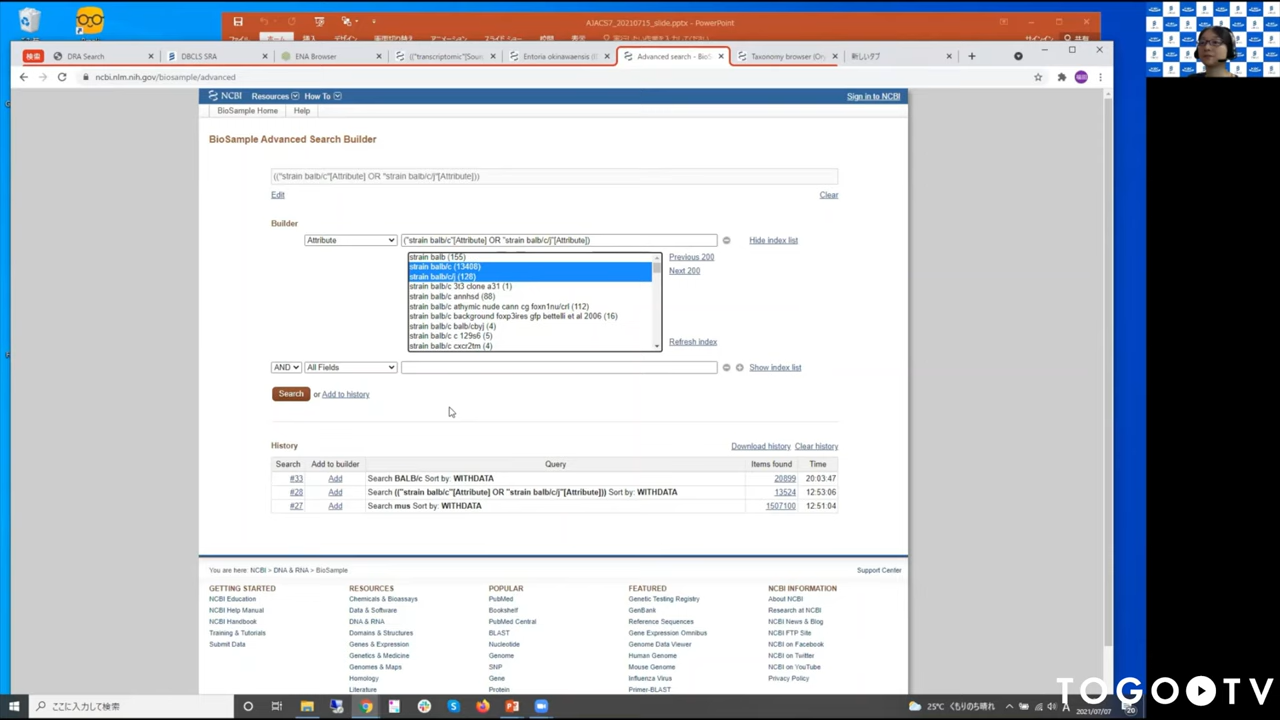 AJACS7_20210715_slide.pptx - PowerPoint
検索
DRA Search
DBCLS SRA
ENA Browser
(("transcriptomic"[Sour
Entoria okinawaensis (ID
Advanced search - BioS
Taxonomy browser (Or
新しいタブ
ncbi.nlm.nih.gov/biosample/advanced
NCBI Resources How To Sign in to NCBI
BioSample Home Help
BioSample Advanced Search Builder
(("strain balb/c"[Attribute] OR "strain balb/c/j"[Attribute]))
Edit Clear
Builder
Attribute ("strain balb/c"[Attribute] OR "strain balb/c/j"[Attribute]) Hide index list
strain balb (155)
strain balb/c (13408)
strain balb/c/j (128)
strain balb/c 3t3 clone a31 (1)
strain balb/c annhsd (88)
strain balb/c athymic nude cann cg foxn1nu/crl (112)
strain balb/c background foxp3ires gfp bettelli et al 2006 (16)
strain balb/c balb/cbyj (4)
strain balb/c c 129s6 (5)
strain balb/c cxcr2tm (4)
Previous 200
Next 200
Refresh index
AND All Fields Show index list
Search or Add to history
History Download history Clear history
Search Add to builder Query Items found Time
#33 Add Search BALB/c Sort by: WITHDATA 20899 20:03:47
#28 Add Search (("strain balb/c"[Attribute] OR "strain balb/c/j"[Attribute])) Sort by: WITHDATA 13524 12:53:06
#27 Add Search mus Sort by: WITHDATA 1507100 12:51:04
You are here: NCBI > DNA & RNA > BioSample Support Center
GETTING STARTED RESOURCES POPULAR FEATURED NCBI INFORMATION
NCBI Education Chemicals & Bioassays PubMed Genetic Testing Registry About NCBI
NCBI Help Manual Data & Software Bookshelf GenBank Research at NCBI
NCBI Handbook DNA & RNA PubMed Central Reference Sequences NCBI News & Blog
Training & Tutorials Domains & Structures BLAST Gene Expression Omnibus NCBI FTP Site
Submit Data Genes & Expression Nucleotide Genome Data Viewer NCBI on Facebook
Genetics & Medicine Genome Human Genome NCBI on Twitter
Genomes & Maps SNP Mouse Genome NCBI on YouTube
Homology Gene Influenza Virus Privacy Policy
Literature Protein Primer-BLAST
ここに入力して検索
25°C くもりのち晴れ
2021/07/07
20
TOGO TV